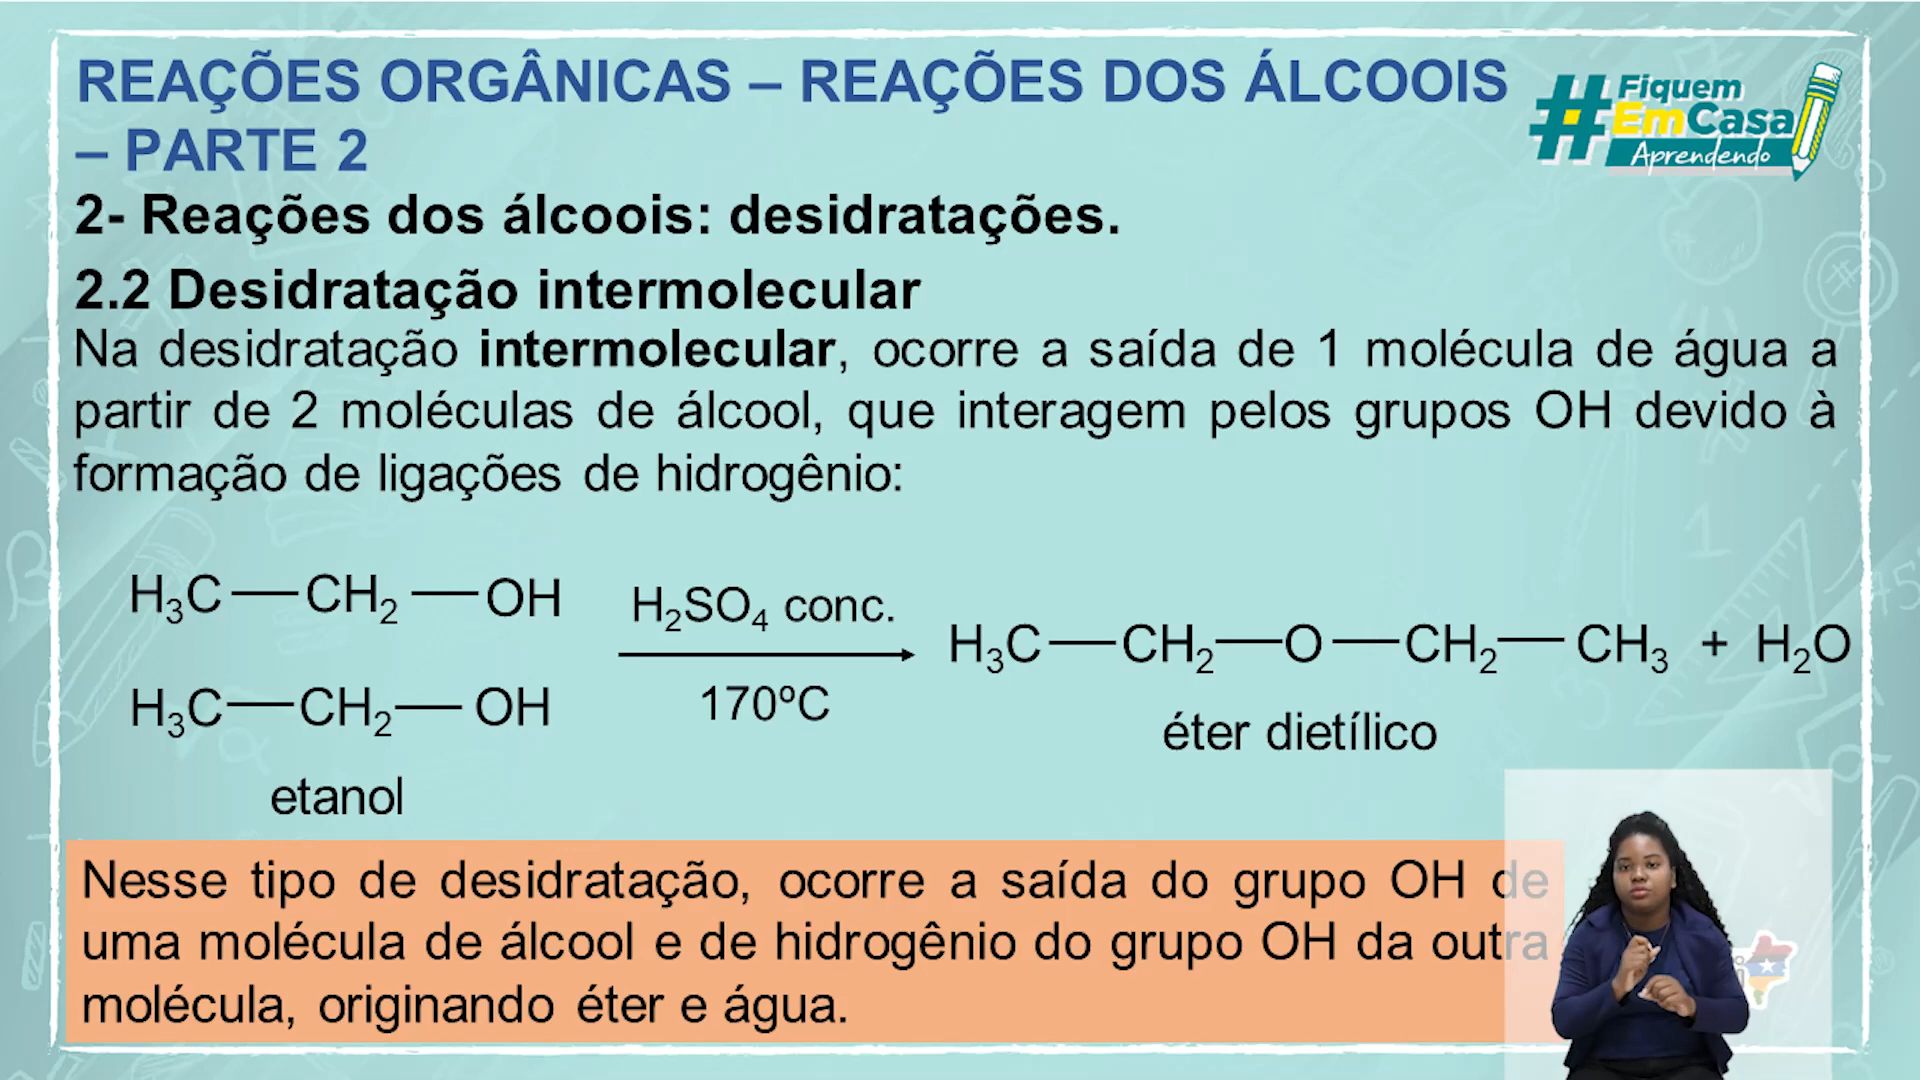 REAÇÕES ORGÂNICAS – REAÇÕES DOS ÁLCOOIS
– PARTE 2
#Fiquem
EmCasa
Aprendendo
2- Reações dos álcoois: desidratações.
2.2 Desidratação intermolecular
Na desidratação intermolecular, ocorre a saída de 1 molécula de água a
partir de 2 moléculas de álcool, que interagem pelos grupos OH devido à
formação de ligações de hidrogênio:
H₃C—CH₂—OH
H₂SO₄ conc.
170ºC
H₃C—CH₂—O—CH₂—CH₃ + H₂O
H₃C—CH₂—OH
éter dietílico
etanol
Nesse tipo de desidratação, ocorre a saída do grupo OH de
uma molécula de álcool e de hidrogênio do grupo OH da outra
molécula, originando éter e água.